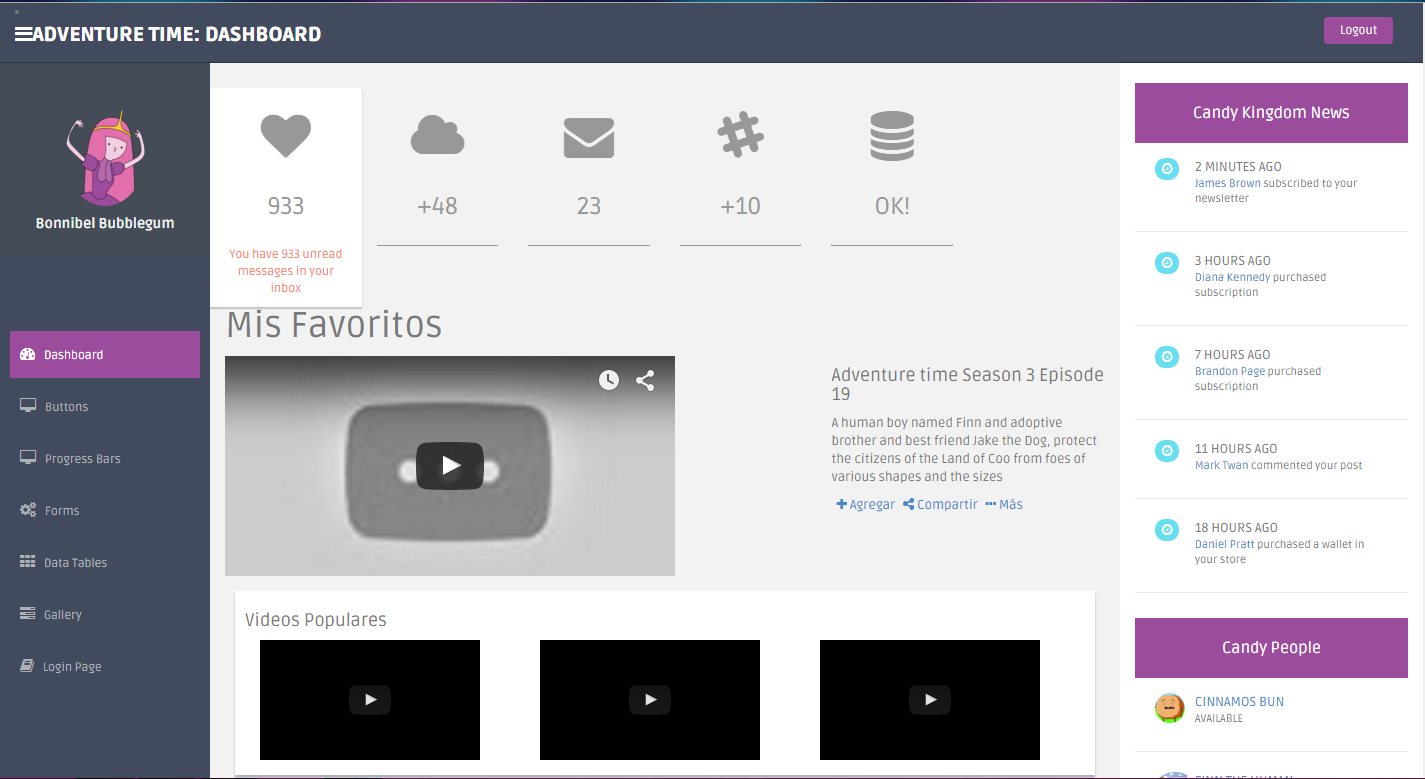 ADVENTURE TIME: DASHBOARD
Logout
Bonnibel Bubblegum
Dashboard
Buttons
Progress Bars
Forms
Data Tables
Gallery
Login Page
933
You have 933 unread
messages in your
inbox
+48
23
+10
OK!
Mis Favoritos
Adventure time Season 3 Episode
19
A human boy named Finn and adoptive
brother and best friend Jake the Dog, protect
the citizens of the Land of Coo from foes of
various shapes and the sizes
Agregar Compartir Más
Videos Populares
Candy Kingdom News
2 MINUTES AGO
James Brown subscribed to your
newsletter
3 HOURS AGO
Diana Kennedy purchased
subscription
7 HOURS AGO
Brandon Page purchased
subscription
11 HOURS AGO
Mark Twan commented your post
18 HOURS AGO
Daniel Pratt purchased a wallet in
your store
Candy People
CINNAMOS BUN
AVAILABLE
FINN THE HUMAN